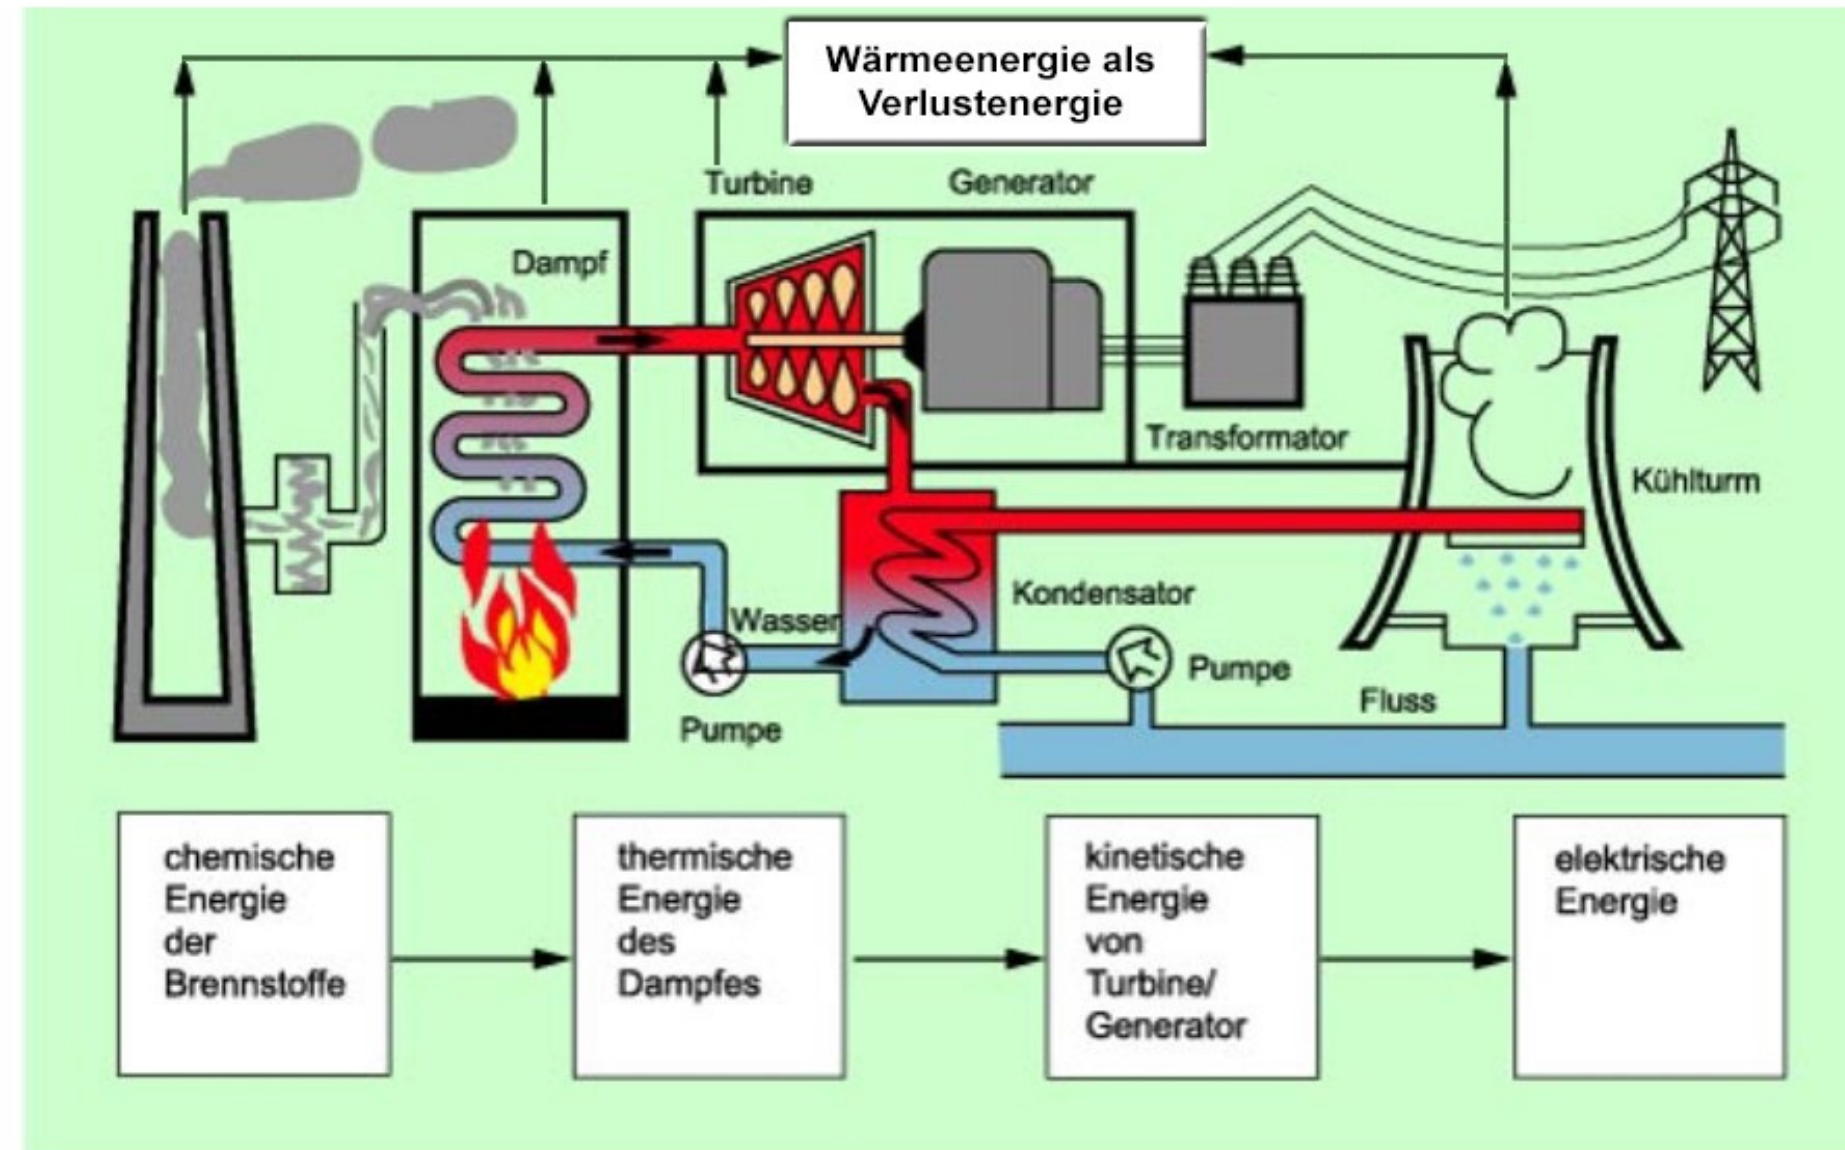 Wärmeenergie als
Verlustenergie
Turbine
Generator
Dampf
Transformator
Kühlturm
Kondensator
Wasser
Pumpe
Fluss
Pumpe
chemische
Energie
der
Brennstoffe
thermische
Energie
des
Dampfes
kinetische
Energie
von
Turbine/
Generator
elektrische
Energie